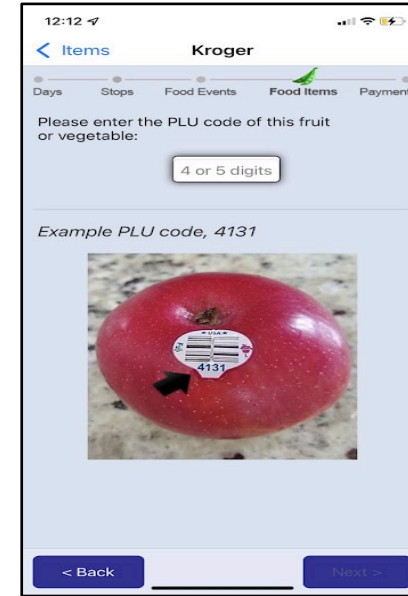 12:12
Items
Kroger
Days Stops Food Events Food Items Payment
Please enter the PLU code of this fruit
or vegetable:
4 or 5 digits
Example PLU code, 4131
USA
Fuji
4131
< Back
Next >